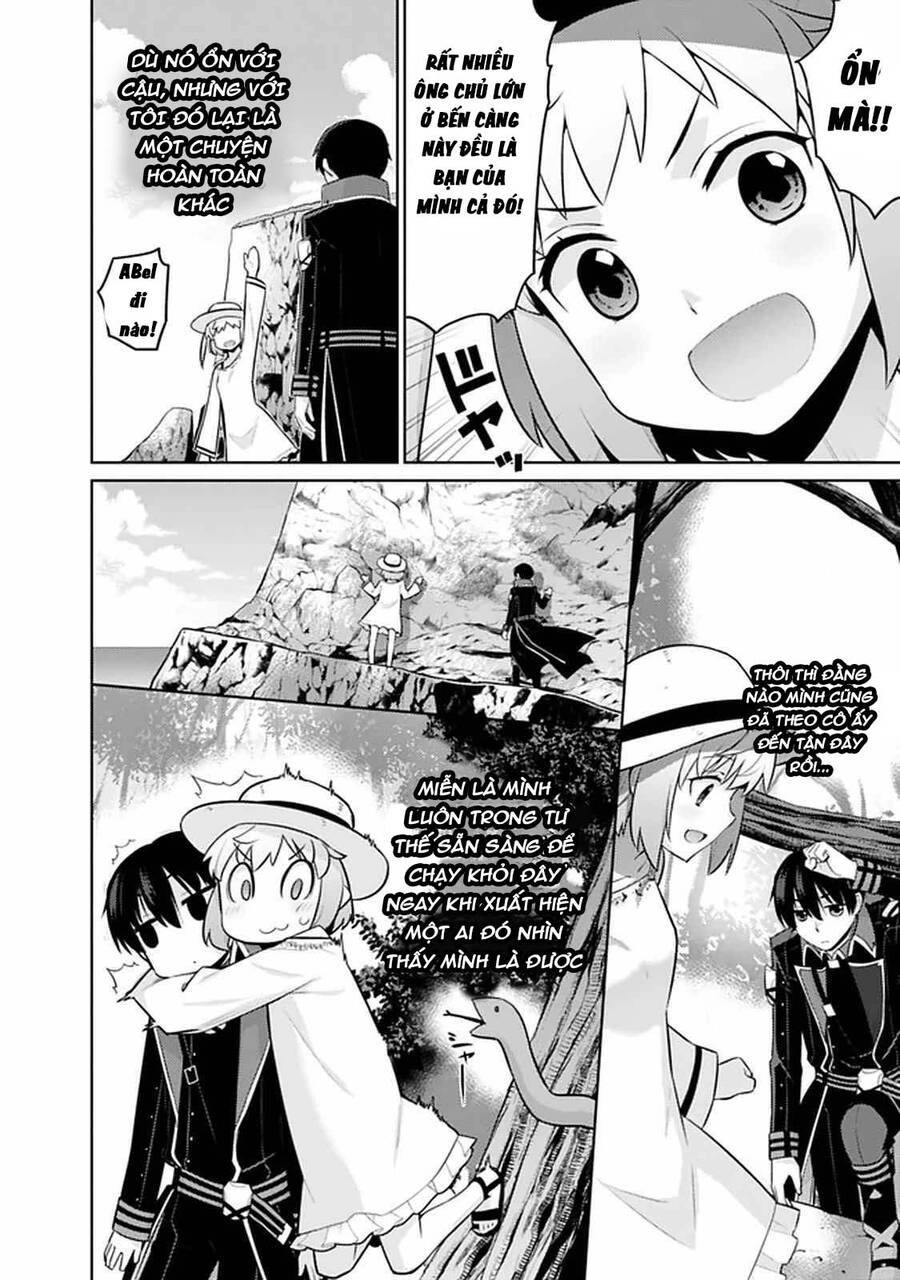 ỔN
MÀ!!
RẤT NHIỀU
ÔNG CHỦ LỚN
Ở BẾN CẢNG
NÀY ĐỀU LÀ
BẠN CỦA
MÌNH CẢ ĐÓ!
ドヤッ
DÙ NÓ ỔN VỚI
CẬU, NHƯNG VỚI
TÔI ĐÓ LẠI LÀ
MỘT CHUYỆN
HOÀN TOÀN
KHÁC
ABel
đi
nào!
THÔI THÌ ĐẰNG
NÀO MÌNH CŨNG
ĐÃ THEO CÔ ẤY
ĐẾN TẬN ĐÂY
RỒI...
MIỄN LÀ MÌNH
LUÔN TRONG TƯ
THẾ SẴN SÀNG ĐỂ
CHẠY KHỎI ĐÂY
NGAY KHI XUẤT HIỆN
MỘT AI ĐÓ NHÌN
THẤY MÌNH LÀ ĐƯỢC